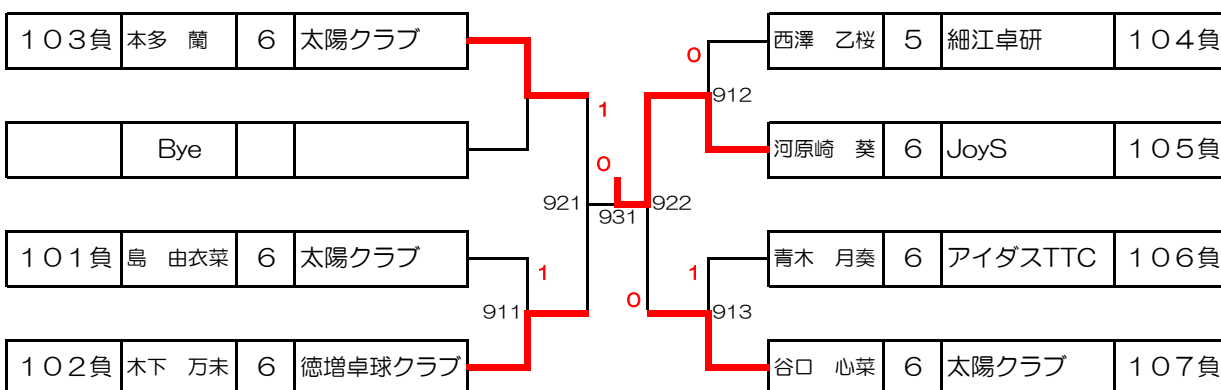 103負 本多 蘭 6 太陽クラブ
西澤 乙桜 5 細江卓研 104負
0
912
1
Bye
河原崎 葵 6 JoyS 105負
0
921
931
922
101負 島 由衣菜 6 太陽クラブ
青木 月奏 6 アイダスTTC 106負
1
1
0
911
913
102負 木下 万未 6 徳増卓球クラブ
谷口 心菜 6 太陽クラブ 107負